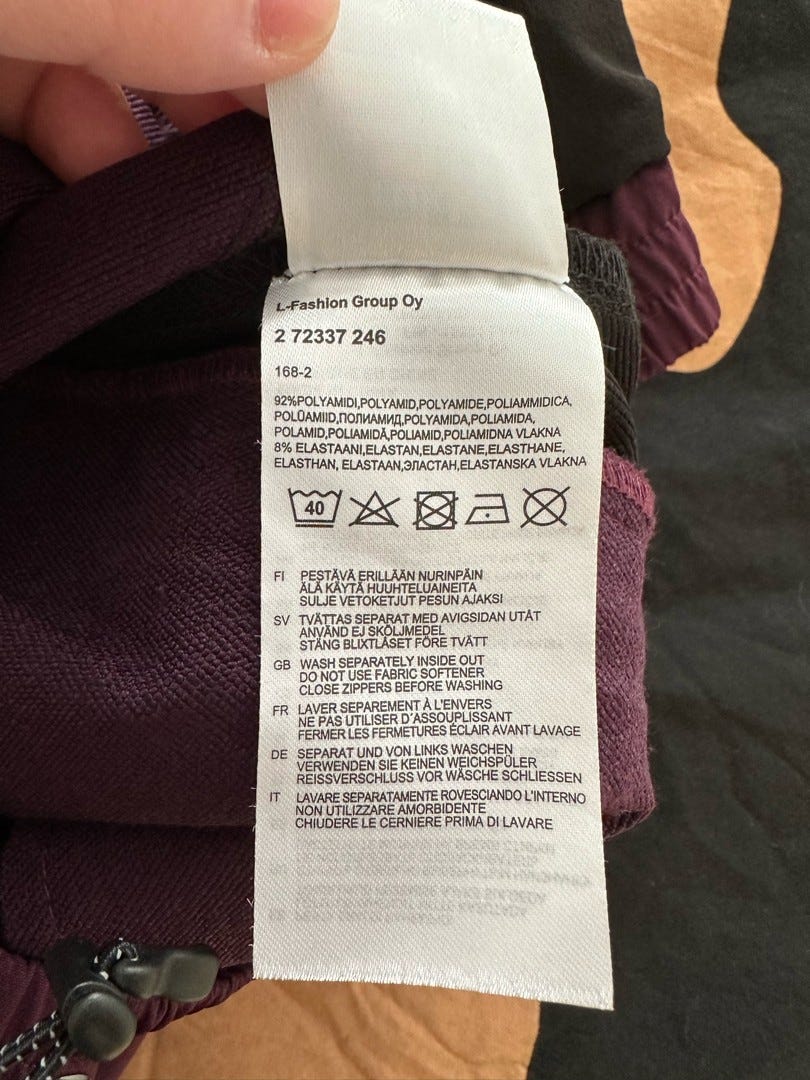 L-Fashion Group Oy
2 72337 246
168-2
92%POLYAMIDI,POLYAMID,POLYAMIDE,POLIAMMIDICA,
POLÜAMIID,ПОЛИАМИД,POLYAMIDA,POLIAMIDA,
POLAMID,POLIAMIDĂ,POLIAMID,POLIAMIDNA VLAKNA
8% ELASTAANI,ELASTAN,ELASTANE,ELASTHANE,
ELASTHAN, ELASTAAN,ЭЛАСТАН,ELASTANSKA VLAKNA
40
FI PESTÄVÄ ERILLÄÄN NURINPÄIN
ÄLÄ KÄYTÄ HUUHTELUAINEITA
SULJE VETOKETJUT PESUN AJAKSI
SV TVÄTTAS SEPARAT MED AVIGSIDAN UTÅT
ANVÄND EJ SKÖLJMEDEL
STÄNG BLIXTLÅSET FÖRE TVÄTT
GB WASH SEPARATELY INSIDE OUT
DO NOT USE FABRIC SOFTENER
CLOSE ZIPPERS BEFORE WASHING
FR LAVER SEPAREMENT À L'ENVERS
NE PAS UTILISER D´ASSOUPLISSANT
FERMER LES FERMETURES ÉCLAIR AVANT LAVAGE
DE SEPARAT UND VON LINKS WASCHEN
VERWENDEN SIE KEINEN WEICHSPÜLER
REISSVERSCHLUSS VOR WÄSCHE SCHLIESSEN
IT LAVARE SEPARATAMENTE ROVESCIANDO L'INTERNO
NON UTILIZZARE AMORBIDENTE
CHIUDERE LE CERNIERE PRIMA DI LAVARE